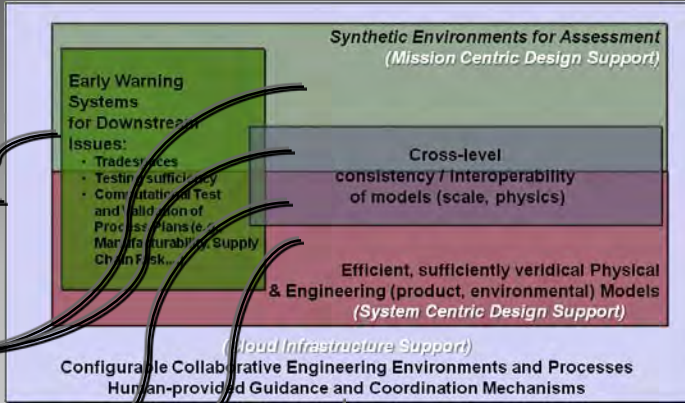 Synthetic Environments for Assessment
(Mission Centric Design Support)
Early Warning
Systems
for Downstream
Issues:
• Tradespaces
• Testing sufficiency
• Computational Test
and Validation of
Process Plans (e.g.
Manufacturability, Supply
Chain Risk,...)
Cross-level
consistency / interoperability
of models (scale, physics)
Efficient, sufficiently veridical Physical
& Engineering (product, environmental) Models
(System Centric Design Support)
(Cloud Infrastructure Support)
Configurable Collaborative Engineering Environments and Processes
Human-provided Guidance and Coordination Mechanisms